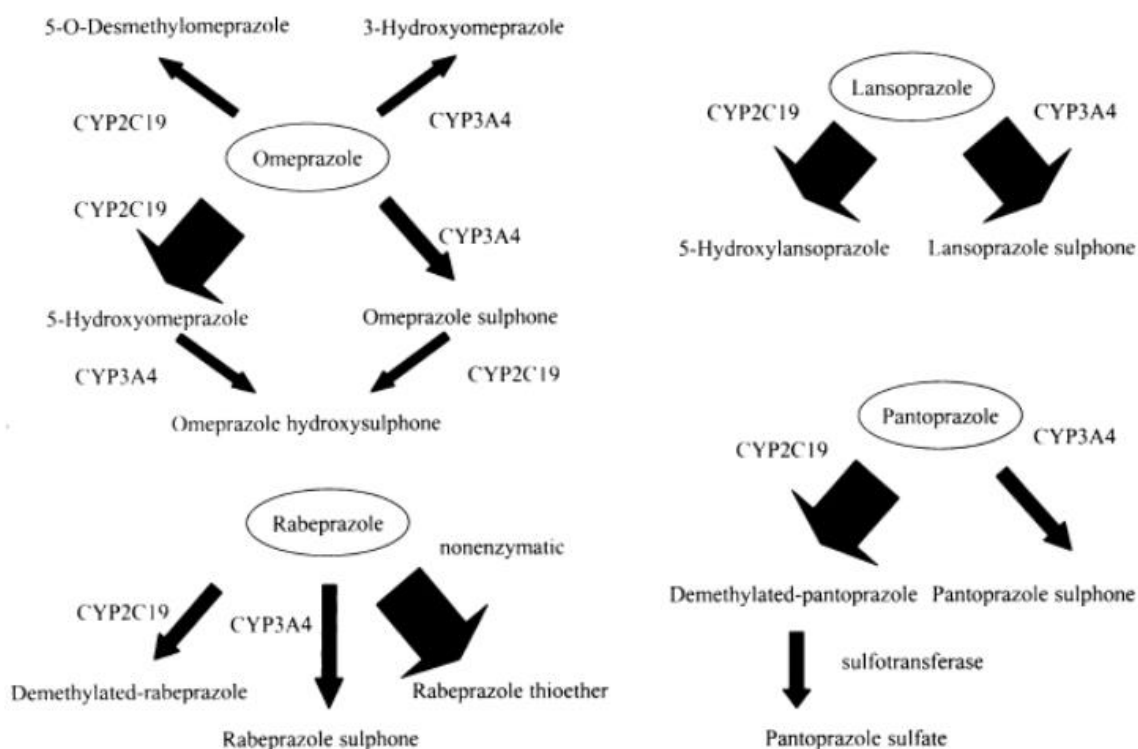 5-O-Desmethylomeprazole
3-Hydroxyomeprazole
CYP2C19
CYP3A4
Omeprazole
CYP2C19
CYP3A4
5-Hydroxyomeprazole
Omeprazole sulphone
CYP3A4
CYP2C19
Omeprazole hydroxysulphone
Lansoprazole
CYP2C19
CYP3A4
5-Hydroxylansoprazole
Lansoprazole sulphone
Rabeprazole
nonenzymatic
CYP2C19
CYP3A4
Demethylated-rabeprazole
Rabeprazole thioether
Rabeprazole sulphone
Pantoprazole
CYP2C19
CYP3A4
Demethylated-pantoprazole
Pantoprazole sulphone
sulfotransferase
Pantoprazole sulfate